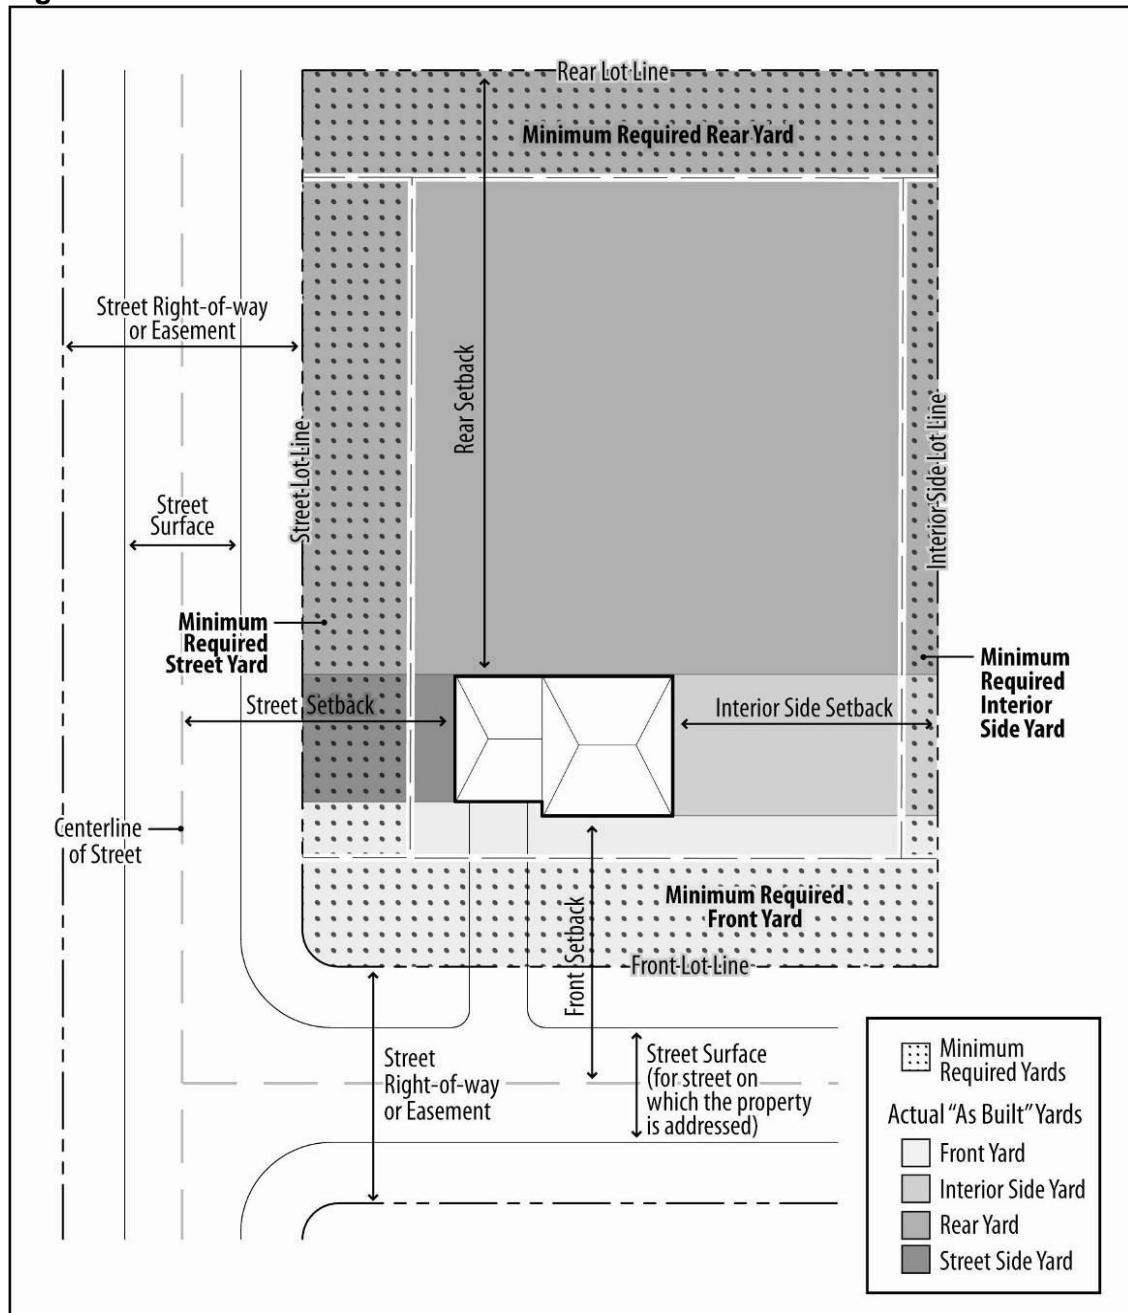 Rear Lot Line
Minimum Required Rear Yard
Street Right-of-way
or Easement
Rear Setback
Street Lot Line
Interior Side Lot Line
Street
Surface
Minimum
Required
Street Yard
Minimum
Required
Interior
Side Yard
Street Setback
Interior Side Setback
Centerline
of Street
Minimum Required
Front Yard
Front Setback
Front Lot Line
Street
Right-of-way
or Easement
Street Surface
(for street on
which the property
is addressed)
Minimum
Required Yards
Actual "As Built" Yards
Front Yard
Interior Side Yard
Rear Yard
Street Side Yard